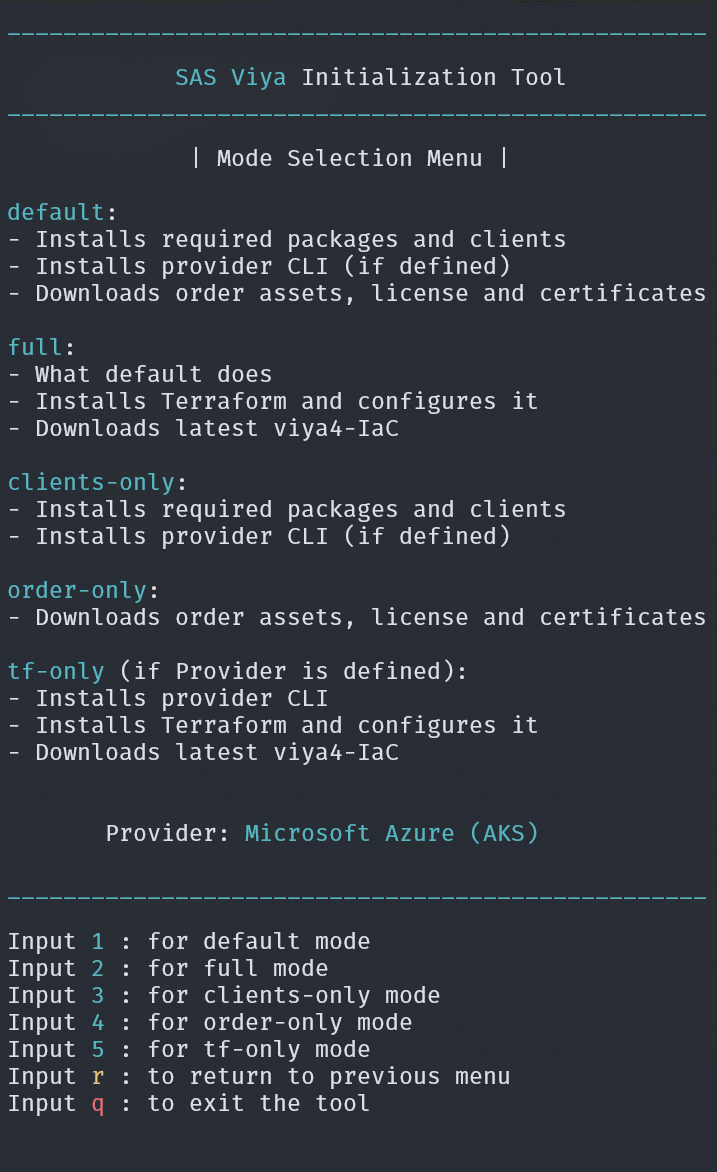 SAS Viya Initialization Tool
| Mode Selection Menu |
default:
- Installs required packages and clients
- Installs provider CLI (if defined)
- Downloads order assets, license and certificates
full:
- What default does
- Installs Terraform and configures it
- Downloads latest viya4-IaC
clients-only:
- Installs required packages and clients
- Installs provider CLI (if defined)
order-only:
- Downloads order assets, license and certificates
tf-only (if Provider is defined):
- Installs provider CLI
- Installs Terraform and configures it
- Downloads latest viya4-IaC
Provider: Microsoft Azure (AKS)
Input 1 : for default mode
Input 2 : for full mode
Input 3 : for clients-only mode
Input 4 : for order-only mode
Input 5 : for tf-only mode
Input r : to return to previous menu
Input q : to exit the tool